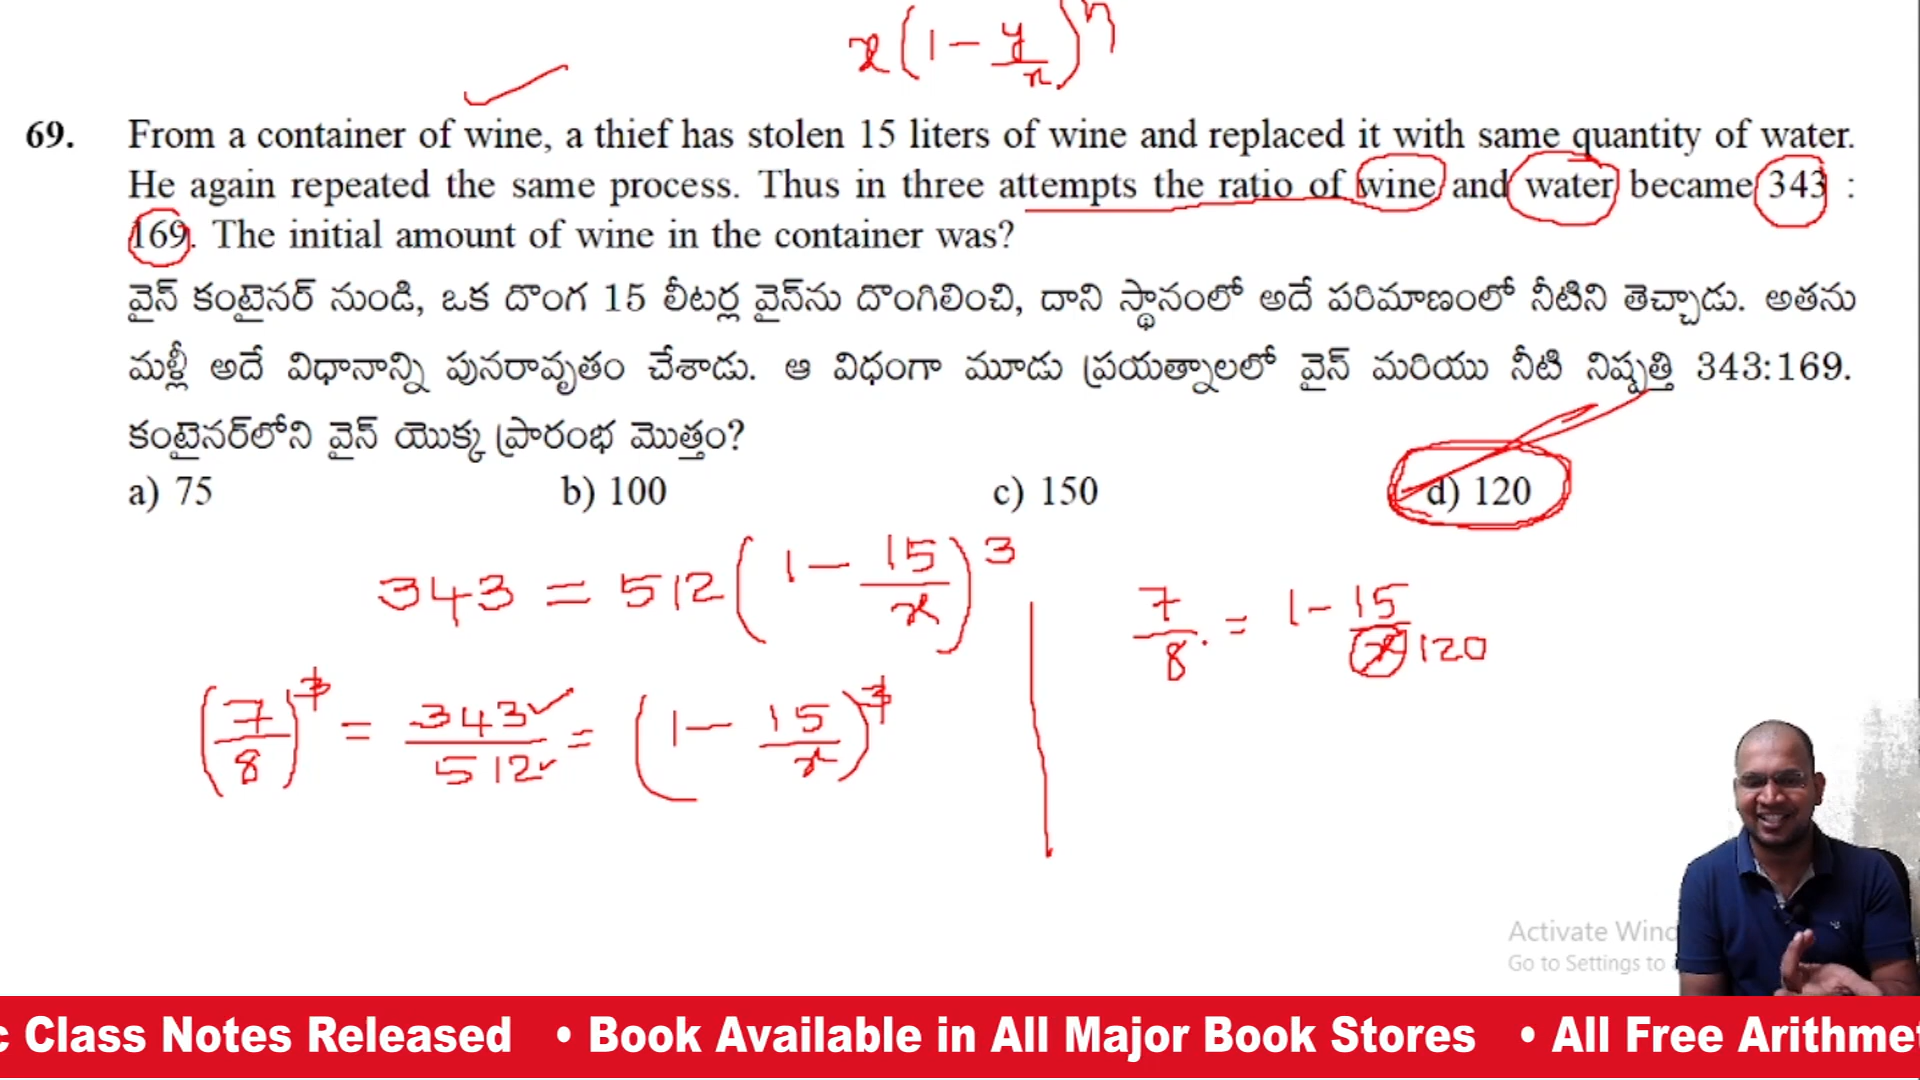 x(1 - y/x)^n
69. From a container of wine, a thief has stolen 15 liters of wine and replaced it with same quantity of water.
He again repeated the same process. Thus in three attempts the ratio of wine and water became 343 :
169. The initial amount of wine in the container was?
వైన్ కంటైనర్ నుండి, ఒక దొంగ 15 లీటర్ల వైన్‌ను దొంగిలించి, దాని స్థానంలో అదే పరిమాణంలో నీటిని తెచ్చాడు. అతను
మళ్లీ అదే విధానాన్ని పునరావృతం చేశాడు. ఆ విధంగా మూడు ప్రయత్నాలలో వైన్ మరియు నీటి నిష్పత్తి 343:169.
కంటైనర్‌లోని వైన్ యొక్క ప్రారంభ మొత్తం?
a) 75 b) 100 c) 150 d) 120
343 = 512(1 - 15/x)^3
(7/8)^3 = 343/512 = (1 - 15/x)^3
7/8 = 1 - 15/x 120
Activate Wind
Go to Settings to
c Class Notes Released • Book Available in All Major Book Stores • All Free Arithme